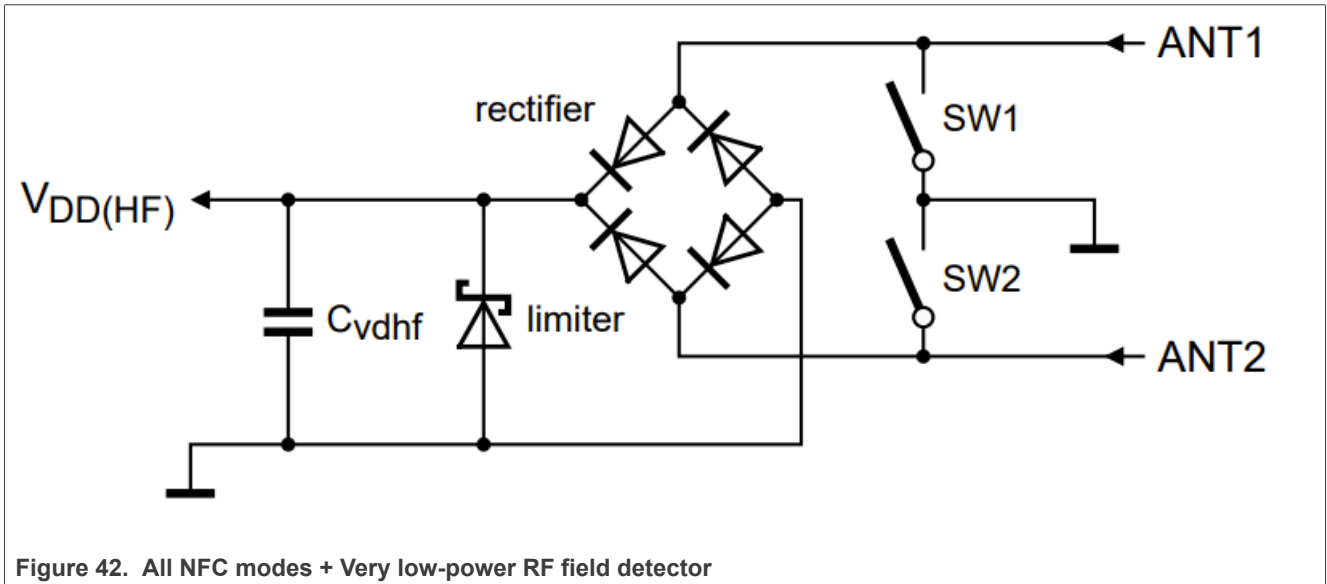 ANT1
rectifier
SW1
VDD(HF)
SW2
Cvdhf
limiter
ANT2
Figure 42. All NFC modes + Very low-power RF field detector